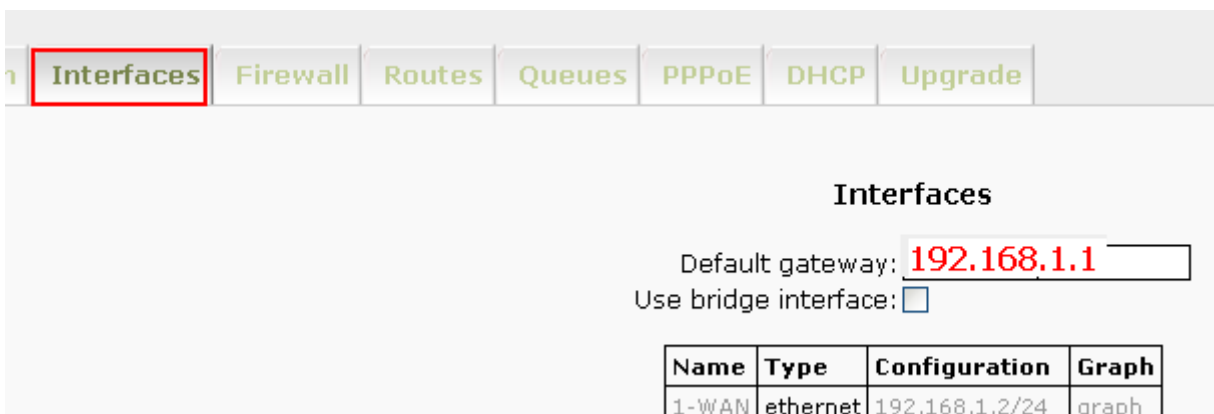 Interfaces Firewall Routes Queues PPPoE DHCP Upgrade
Interfaces
Default gateway: 192.168.1.1
Use bridge interface:
Name Type Configuration Graph
1-WAN ethernet 192.168.1.2/24 graph